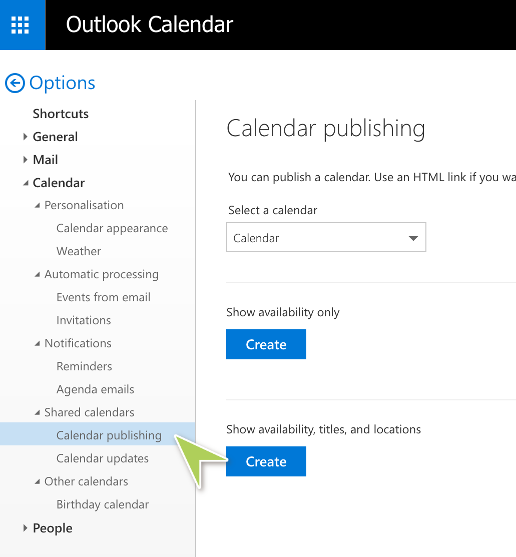 Outlook Calendar
Options
Shortcuts
General
Mail
Calendar
Personalisation
Calendar appearance
Weather
Automatic processing
Events from email
Invitations
Notifications
Reminders
Agenda emails
Shared calendars
Calendar publishing
Calendar updates
Other calendars
Birthday calendar
People
Calendar publishing
You can publish a calendar. Use an HTML link if you wa
Select a calendar
Calendar
Show availability only
Create
Show availability, titles, and locations
Create